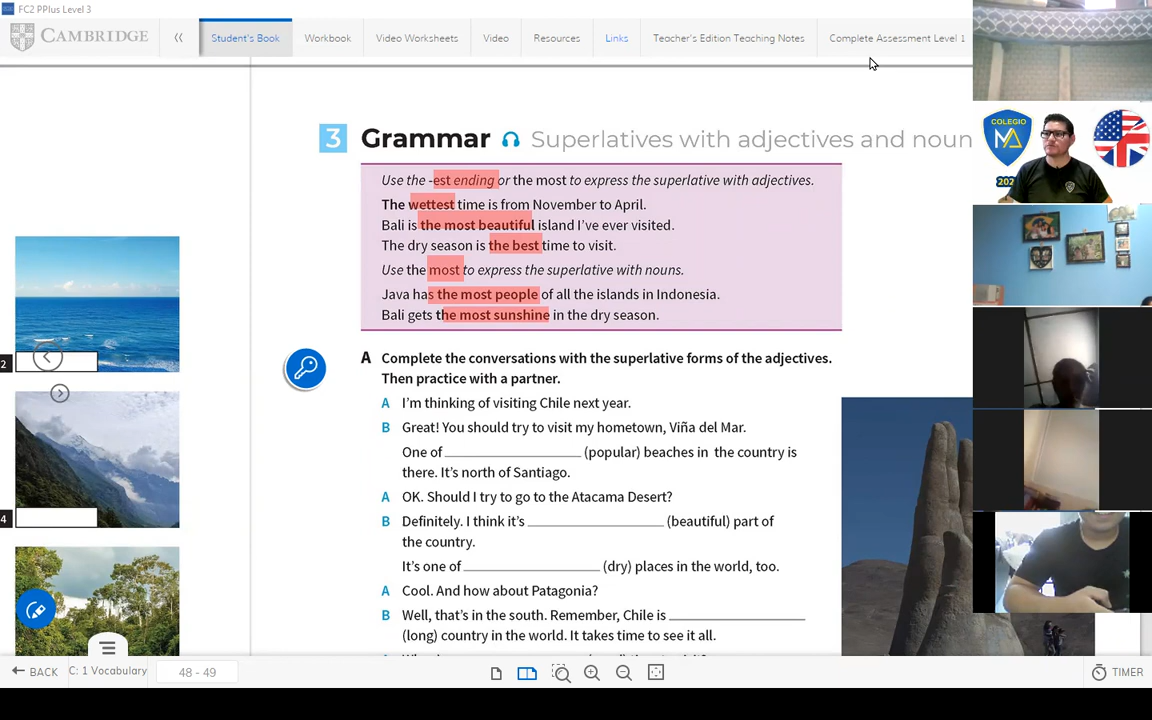 FC2 PPlus Level 3
CAMBRIDGE
Student's Book
Workbook
Video Worksheets
Video
Resources
Links
Teacher's Edition Teaching Notes
Complete Assessment Level 1
3 Grammar Superlatives with adjectives and noun
Use the -est ending or the most to express the superlative with adjectives.
The wettest time is from November to April.
Bali is the most beautiful island I've ever visited.
The dry season is the best time to visit.
Use the most to express the superlative with nouns.
Java has the most people of all the islands in Indonesia.
Bali gets the most sunshine in the dry season.
A Complete the conversations with the superlative forms of the adjectives.
Then practice with a partner.
A I'm thinking of visiting Chile next year.
B Great! You should try to visit my hometown, Viña del Mar.
One of ____________ (popular) beaches in the country is
there. It's north of Santiago.
A OK. Should I try to go to the Atacama Desert?
B Definitely. I think it's ____________ (beautiful) part of
the country.
It's one of ____________ (dry) places in the world, too.
A Cool. And how about Patagonia?
B Well, that's in the south. Remember, Chile is ____________
(long) country in the world. It takes time to see it all.
2
4
COLEGIO
MA
BACK
C: 1 Vocabulary
48 - 49
TIMER